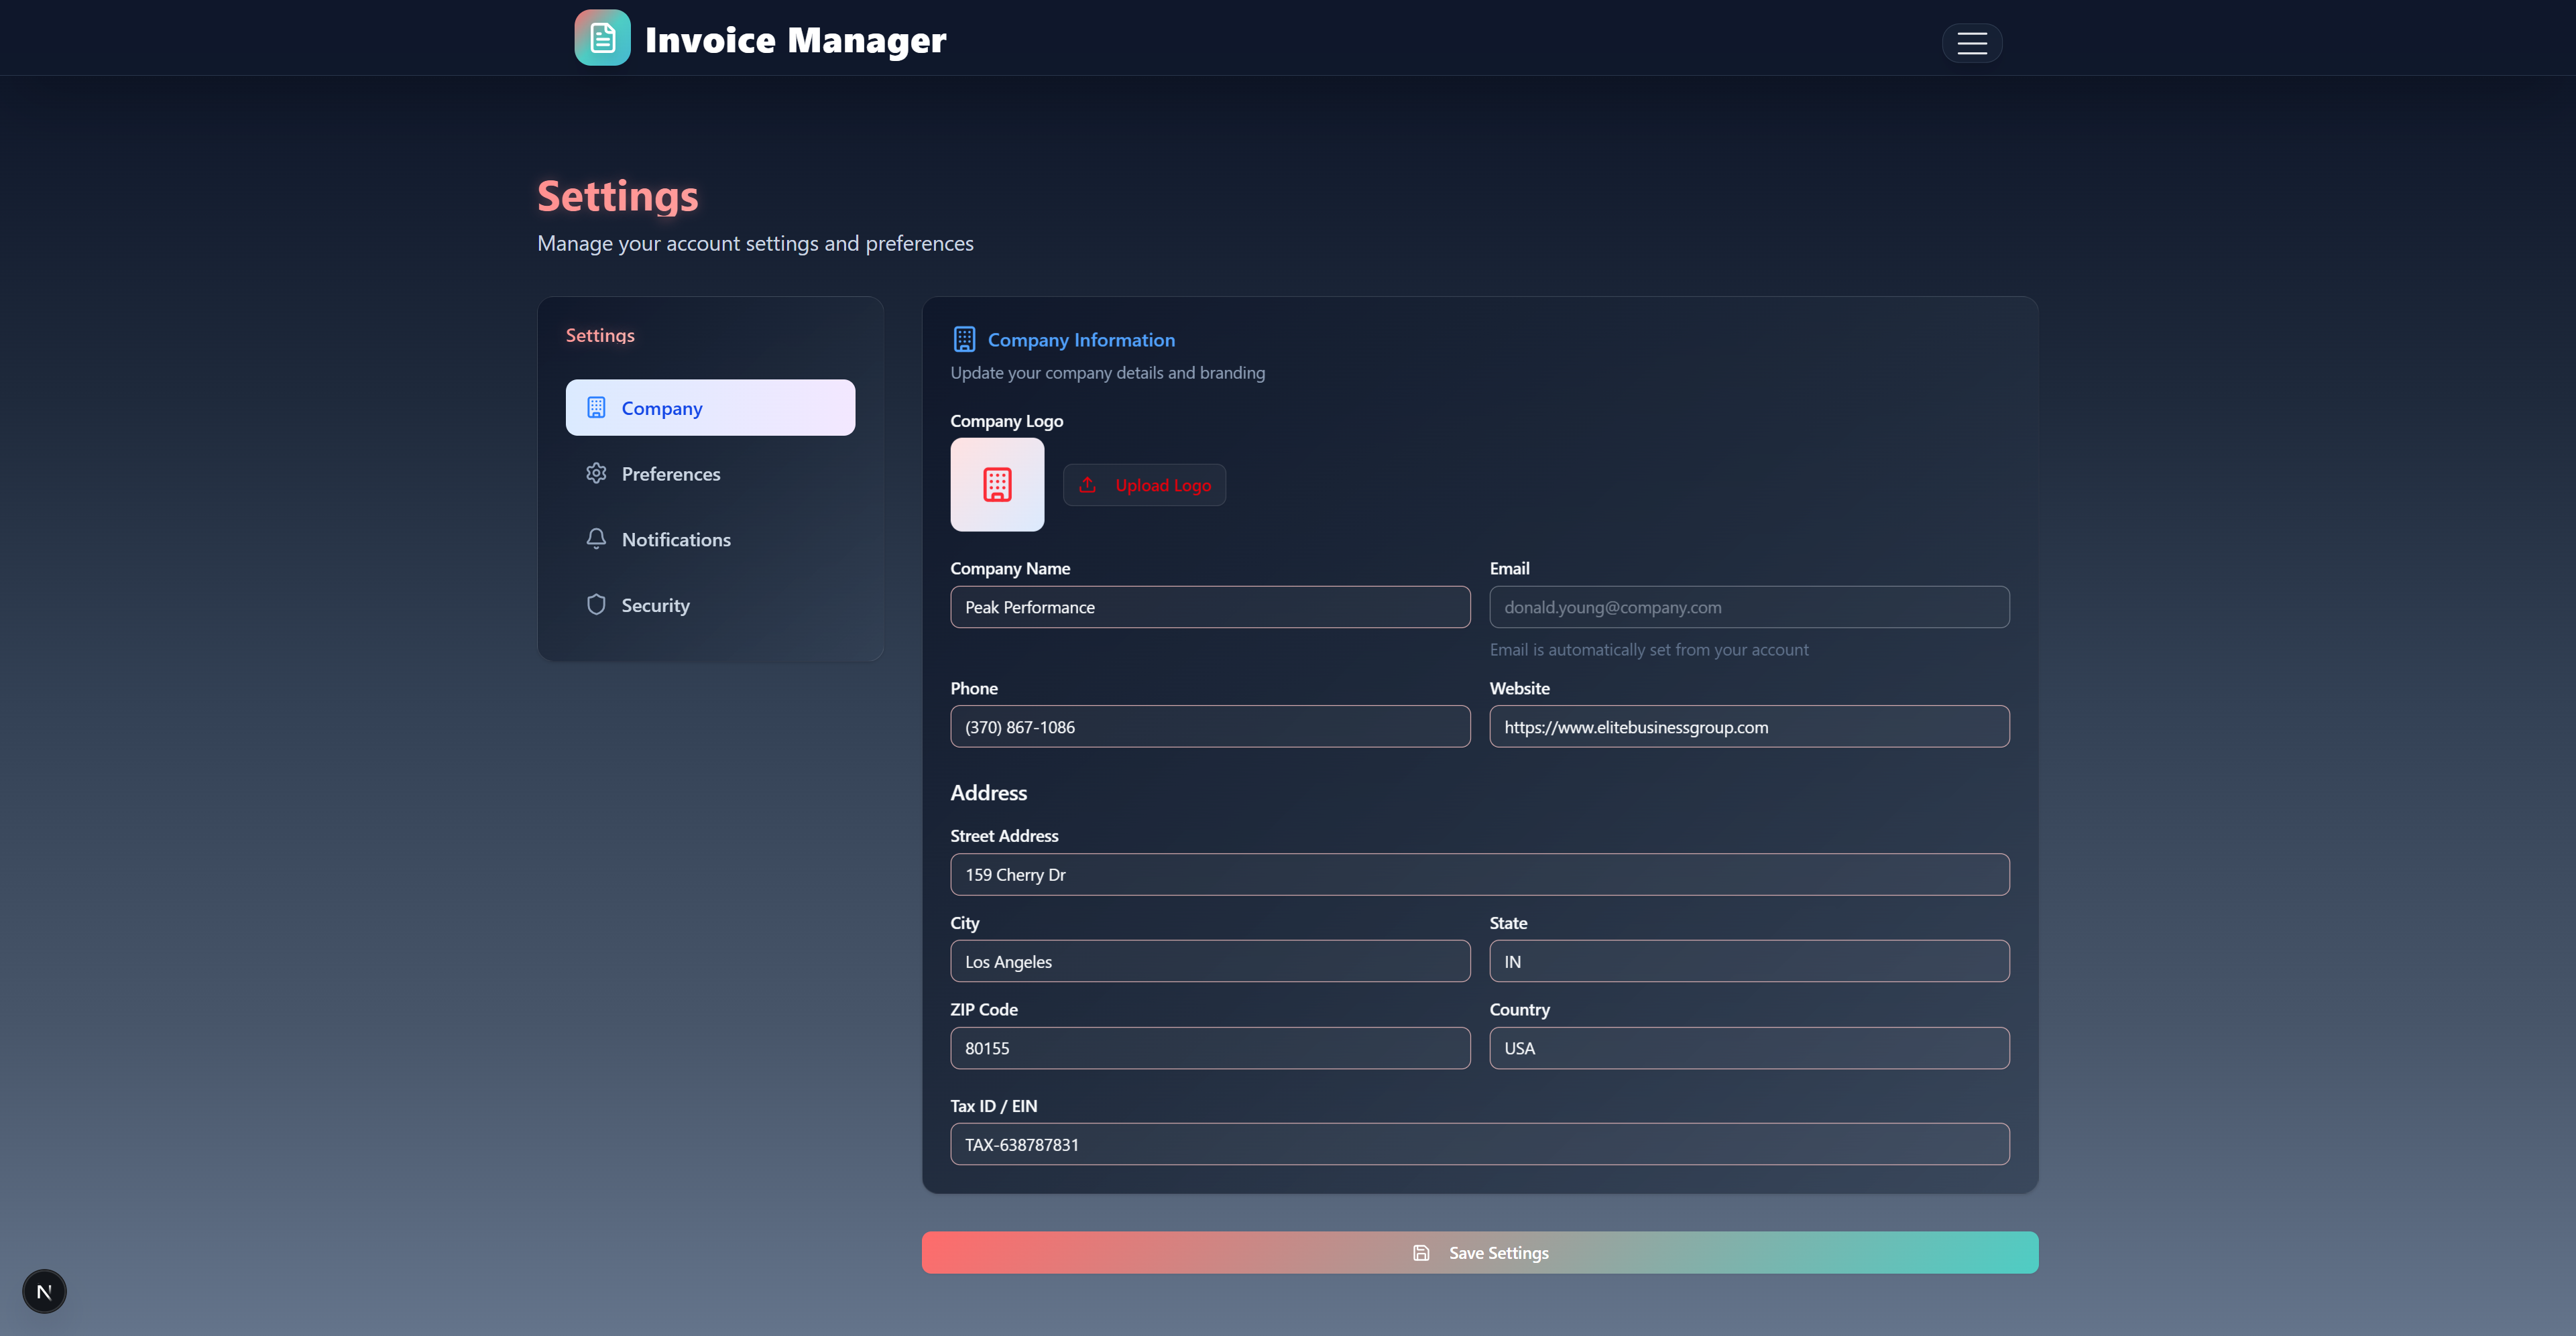 Invoice Manager
Settings
Manage your account settings and preferences
Settings
Company
Preferences
Notifications
Security
Company Information
Update your company details and branding
Company Logo
Upload Logo
Company Name
Peak Performance
Email
donald.young@company.com
Email is automatically set from your account
Phone
(370) 867-1086
Website
https://www.elitebusinessgroup.com
Address
Street Address
159 Cherry Dr
City
Los Angeles
State
IN
ZIP Code
80155
Country
USA
Tax ID / EIN
TAX-638787831
Save Settings
N